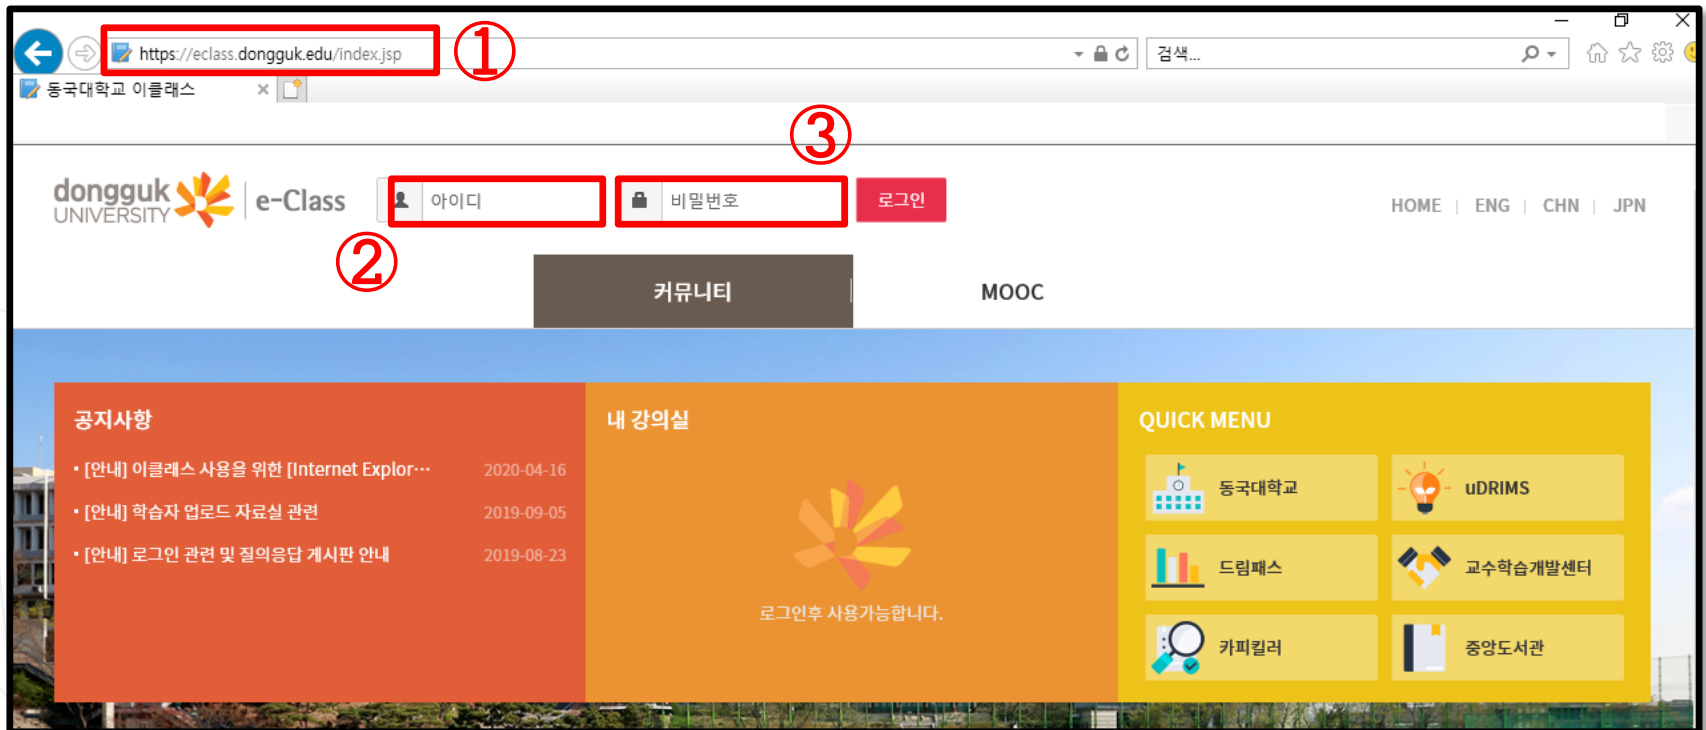 https://eclass.dongguk.edu/index.jsp
①
검색...
동국대학교 이클래스
③
dongguk
UNIVERSITY
e-Class
아이디
비밀번호
로그인
HOME | ENG | CHN | JPN
②
커뮤니티
MOOC
공지사항
[안내] 이클래스 사용을 위한 [Internet Explor… 2020-04-16
[안내] 학습자 업로드 자료실 관련 2019-09-05
[안내] 로그인 관련 및 질의응답 게시판 안내 2019-08-23
내 강의실
로그인후 사용가능합니다.
QUICK MENU
동국대학교
uDRIMS
드림패스
교수학습개발센터
카피킬러
중앙도서관